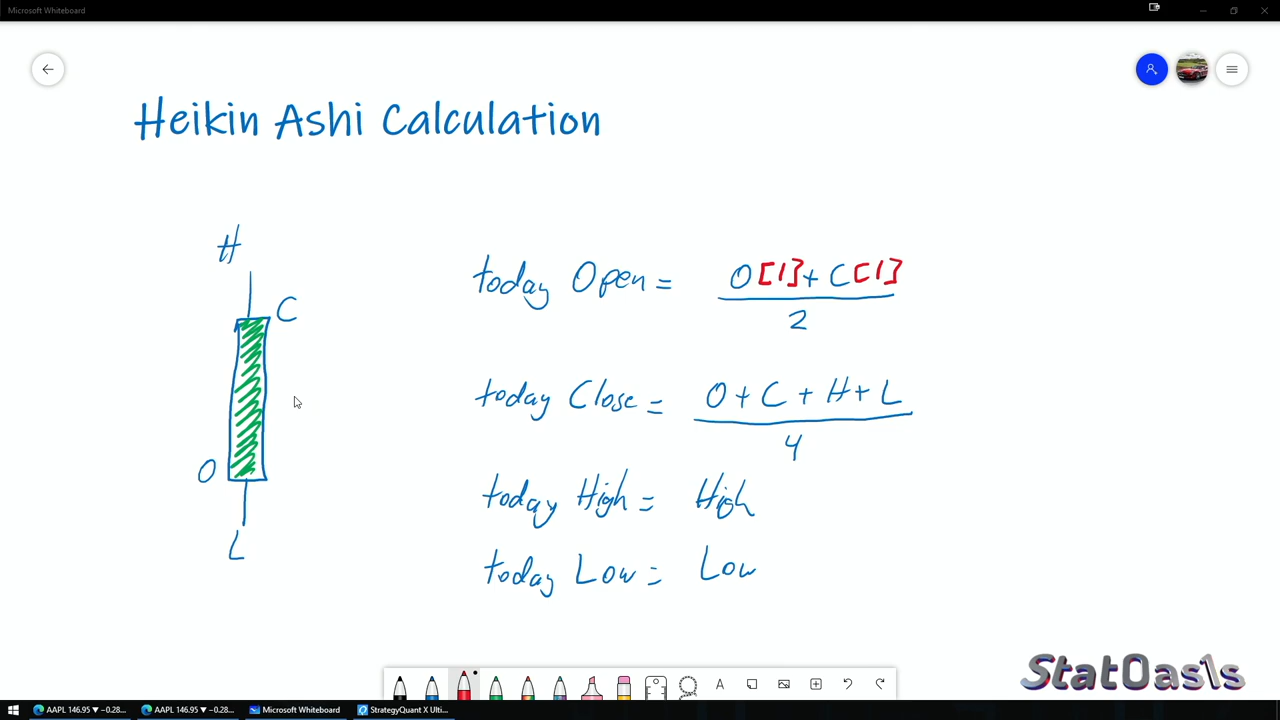 Microsoft Whiteboard
Heikin Ashi Calculation
H
C
O
L
today Open = O[1] + C[1]
2
today Close = O + C + H + L
4
today High = High
today Low = Low
A
StatOasis
AAPL 146.95 ▼ −0.28...
AAPL 146.95 ▼ −0.28...
Microsoft Whiteboard
StrategyQuant X Ulti...